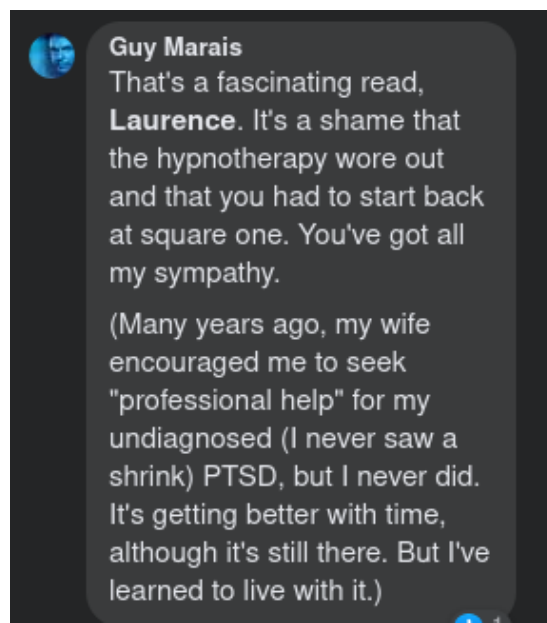 Guy Marais
That's a fascinating read,
Laurence. It's a shame that
the hypnotherapy wore out
and that you had to start back
at square one. You've got all
my sympathy.
(Many years ago, my wife
encouraged me to seek
"professional help" for my
undiagnosed (I never saw a
shrink) PTSD, but I never did.
It's getting better with time,
although it's still there. But I've
learned to live with it.)
1